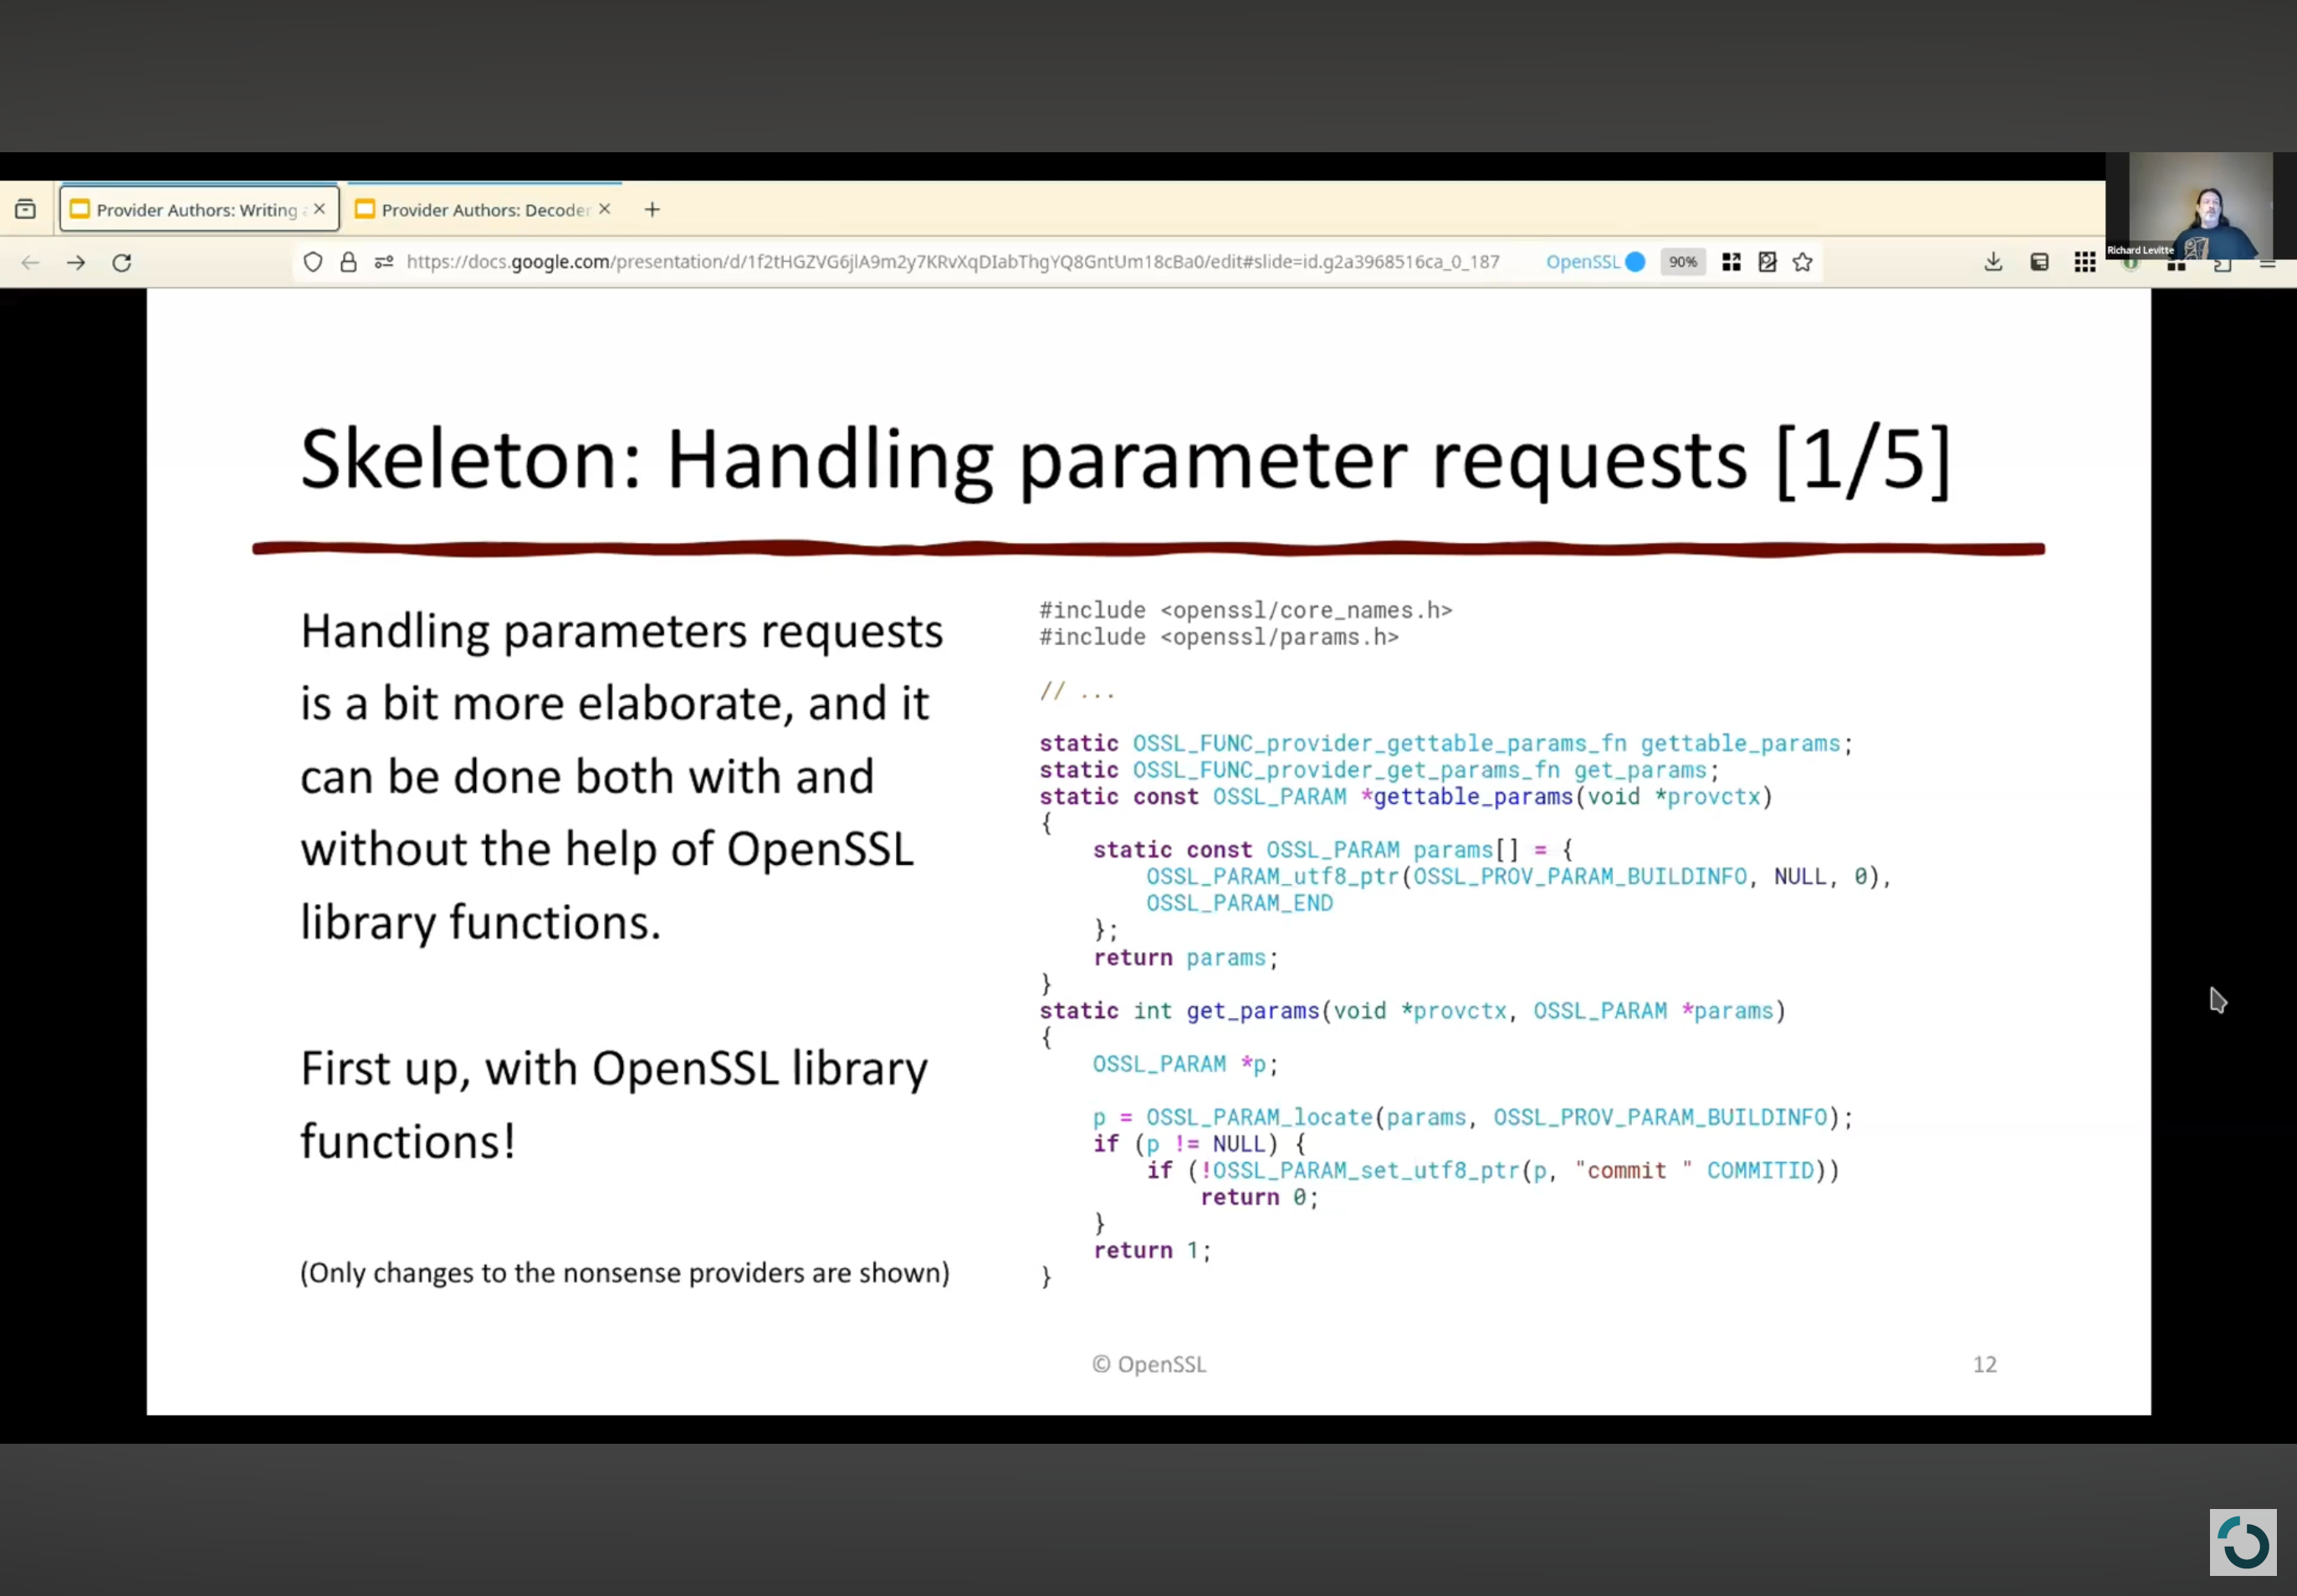 Provider Authors: Writing
Provider Authors: Decoder
https://docs.google.com/presentation/d/1f2tHGZVG6jlA9m2y7KRvXqDIabThgYQ8GntUm18cBa0/edit#slide=id.g2a3968516ca_0_187
OpenSSL
90%
Richard Levitte
Skeleton: Handling parameter requests [1/5]
Handling parameters requests
is a bit more elaborate, and it
can be done both with and
without the help of OpenSSL
library functions.
First up, with OpenSSL library
functions!
(Only changes to the nonsense providers are shown)
#include <openssl/core_names.h>
#include <openssl/params.h>
// ...
static OSSL_FUNC_provider_gettable_params_fn gettable_params;
static OSSL_FUNC_provider_get_params_fn get_params;
static const OSSL_PARAM *gettable_params(void *provctx)
{
    static const OSSL_PARAM params[] = {
        OSSL_PARAM_utf8_ptr(OSSL_PROV_PARAM_BUILDINFO, NULL, 0),
        OSSL_PARAM_END
    };
    return params;
}
static int get_params(void *provctx, OSSL_PARAM *params)
{
    OSSL_PARAM *p;
    p = OSSL_PARAM_locate(params, OSSL_PROV_PARAM_BUILDINFO);
    if (p != NULL) {
        if (!OSSL_PARAM_set_utf8_ptr(p, "commit " COMMITID))
            return 0;
    }
    return 1;
}
© OpenSSL
12